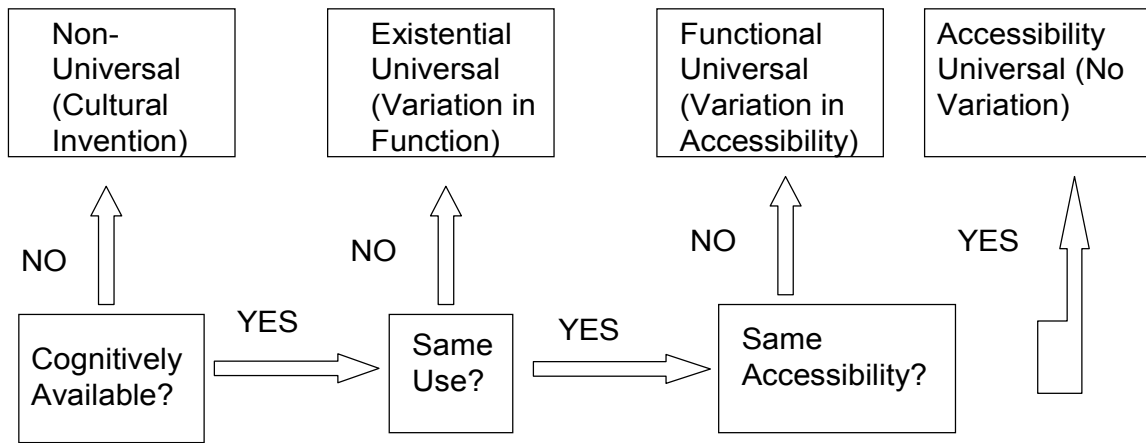 Non-
Universal
(Cultural
Invention)
Existential
Universal
(Variation in
Function)
Functional
Universal
(Variation in
Accessibility)
Accessibility
Universal (No
Variation)
NO
NO
NO
YES
YES
YES
Cognitively
Available?
Same
Use?
Same
Accessibility?